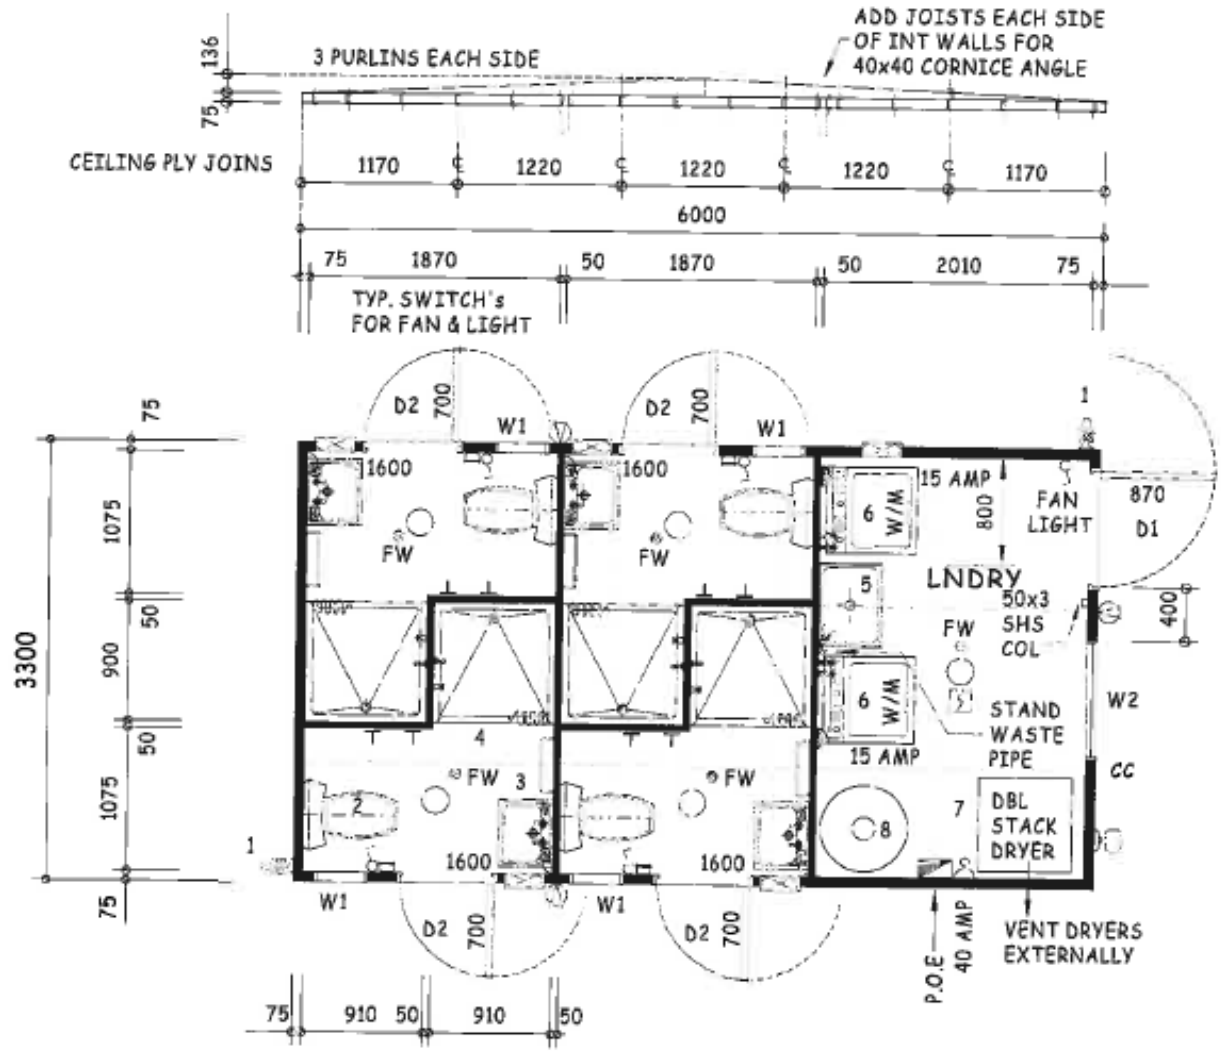 ADD JOISTS EACH SIDE
OF INT WALLS FOR
40x40 CORNICE ANGLE
136
3 PURLINS EACH SIDE
75
CEILING PLY JOINS
1170
1220
1220
1220
1170
6000
75
1870
50
1870
50
2010
75
TYP. SWITCH's
FOR FAN & LIGHT
D2
700
W1
D2
700
W1
1
75
1600
1600
15 AMP
800
FAN
LIGHT
870
D1
6
W/M
1075
FW
FW
LNDRY
5
50x3
SHS
COL
400
50
FW
3300
900
6
W/M
W2
STAND
WASTE
PIPE
50
4
15 AMP
CC
FW
3
FW
1075
2
7
DBL
STACK
DRYER
8
1
1600
1600
75
W1
D2
700
W1
D2
700
P.O.E
40 AMP
VENT DRYERS
EXTERNALLY
75
910
50
910
50